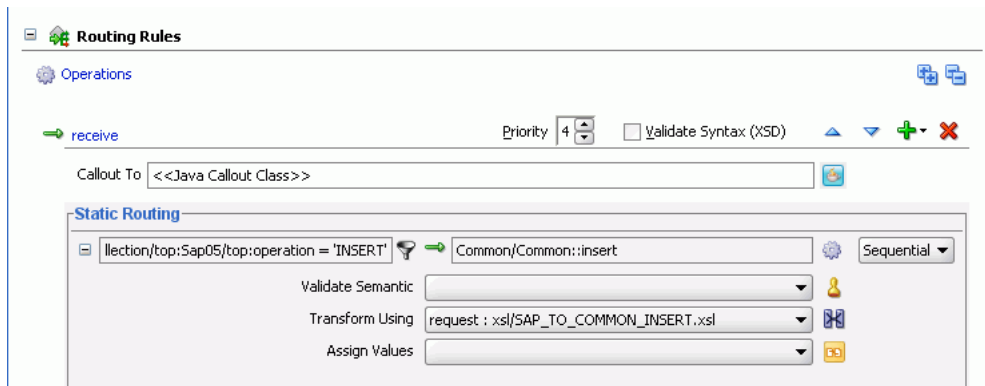 Routing Rules
Operations
receive Priority 4 Validate Syntax (XSD)
Callout To <<Java Callout Class>>
Static Routing
llection/top:Sap05/top:operation = 'INSERT' Common/Common::insert Sequential
Validate Semantic
Transform Using request : xsl/SAP_TO_COMMON_INSERT.xsl
Assign Values